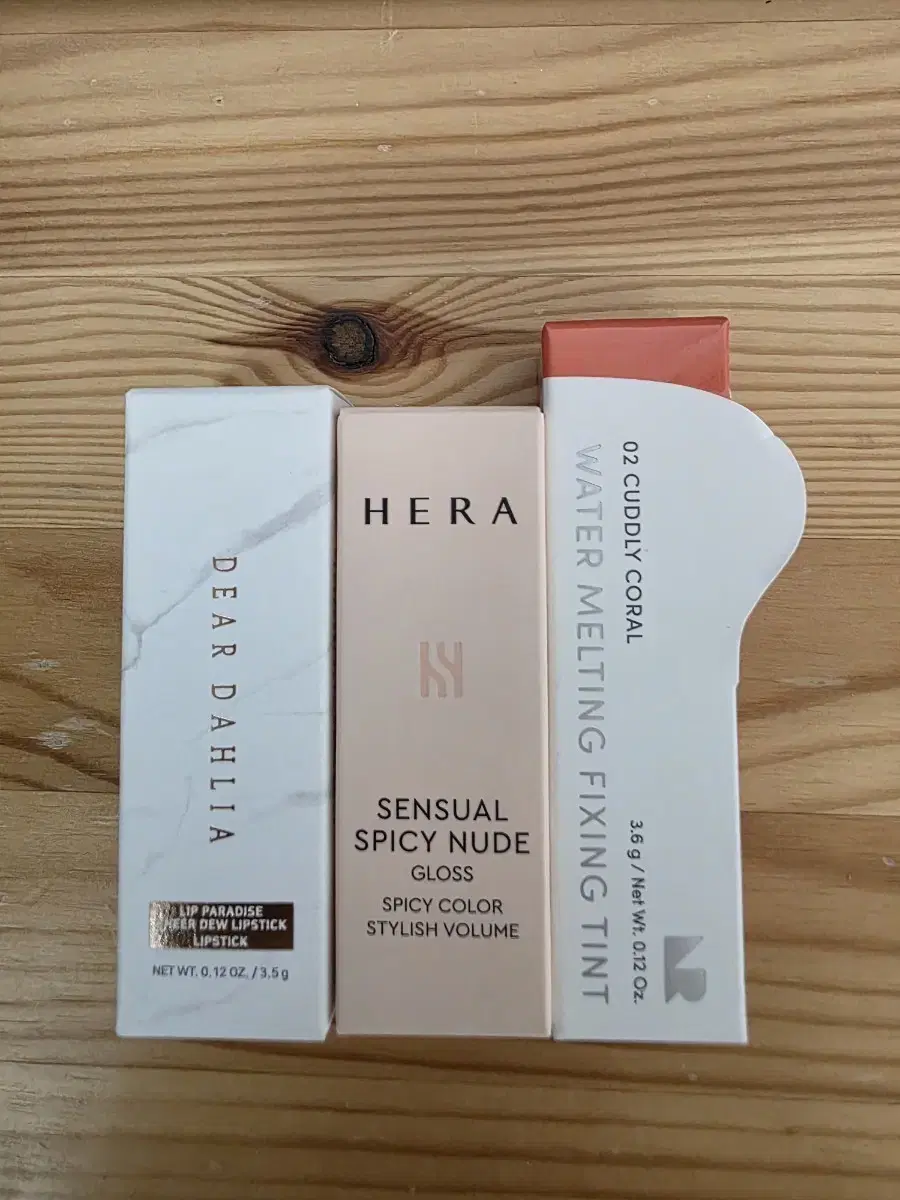 DEAR DAHLIA
LIP PARADISE
SHEER DEW LIPSTICK
LIPSTICK
NET WT. 0.12 OZ. / 3.5 g
HERA
SENSUAL
SPICY NUDE
GLOSS
SPICY COLOR
STYLISH VOLUME
02 CUDDLY CORAL
WATER MELTING FIXING TINT
3.6 g / Net Wt. 0.12 Oz.